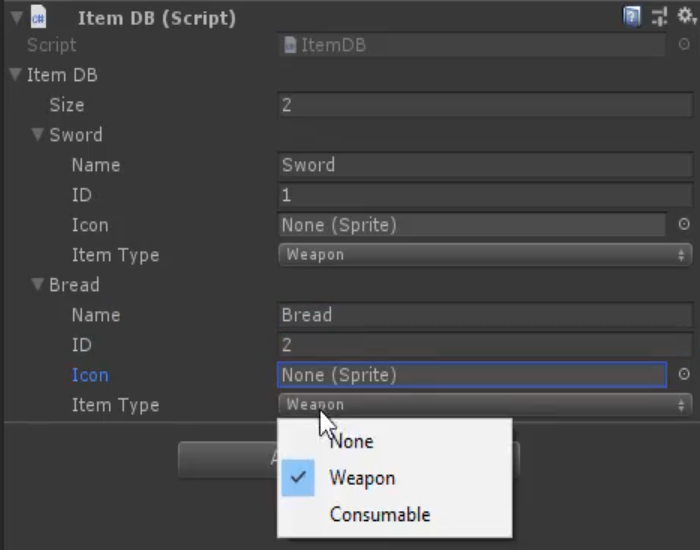 Item DB (Script)
Script ItemDB
Item DB
Size 2
Sword
Name Sword
ID 1
Icon None (Sprite)
Item Type Weapon
Bread
Name Bread
ID 2
Icon None (Sprite)
Item Type Weapon
None
Weapon
Consumable